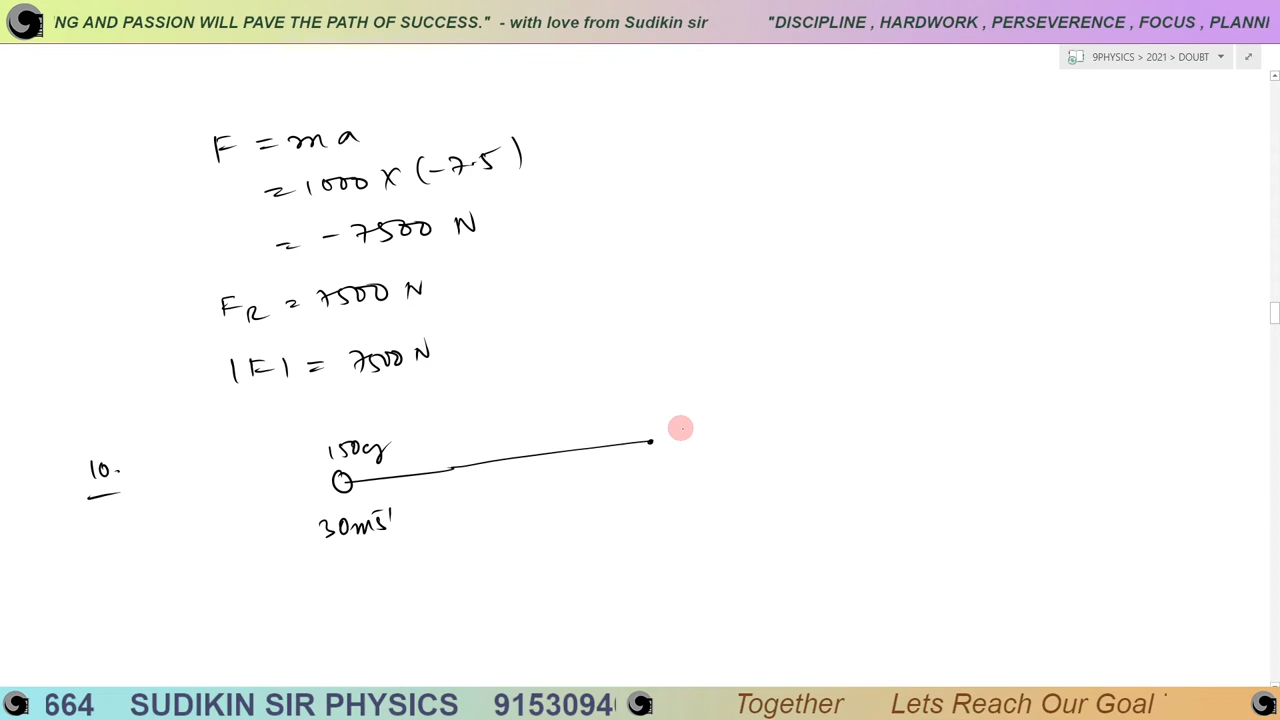 ING AND PASSION WILL PAVE THE PATH OF SUCCESS." - with love from Sudikin sir "DISCIPLINE , HARDWORK , PERSEVERENCE , FOCUS , PLANNI
9PHYSICS > 2021 > DOUBT
F = ma
= 1000 X (-7.5)
= - 7500 N
F_R = 7500 N
|F| = 7500 N
150g
10.
30ms⁻¹
664 SUDIKIN SIR PHYSICS 9153094 Together Lets Reach Our Goal